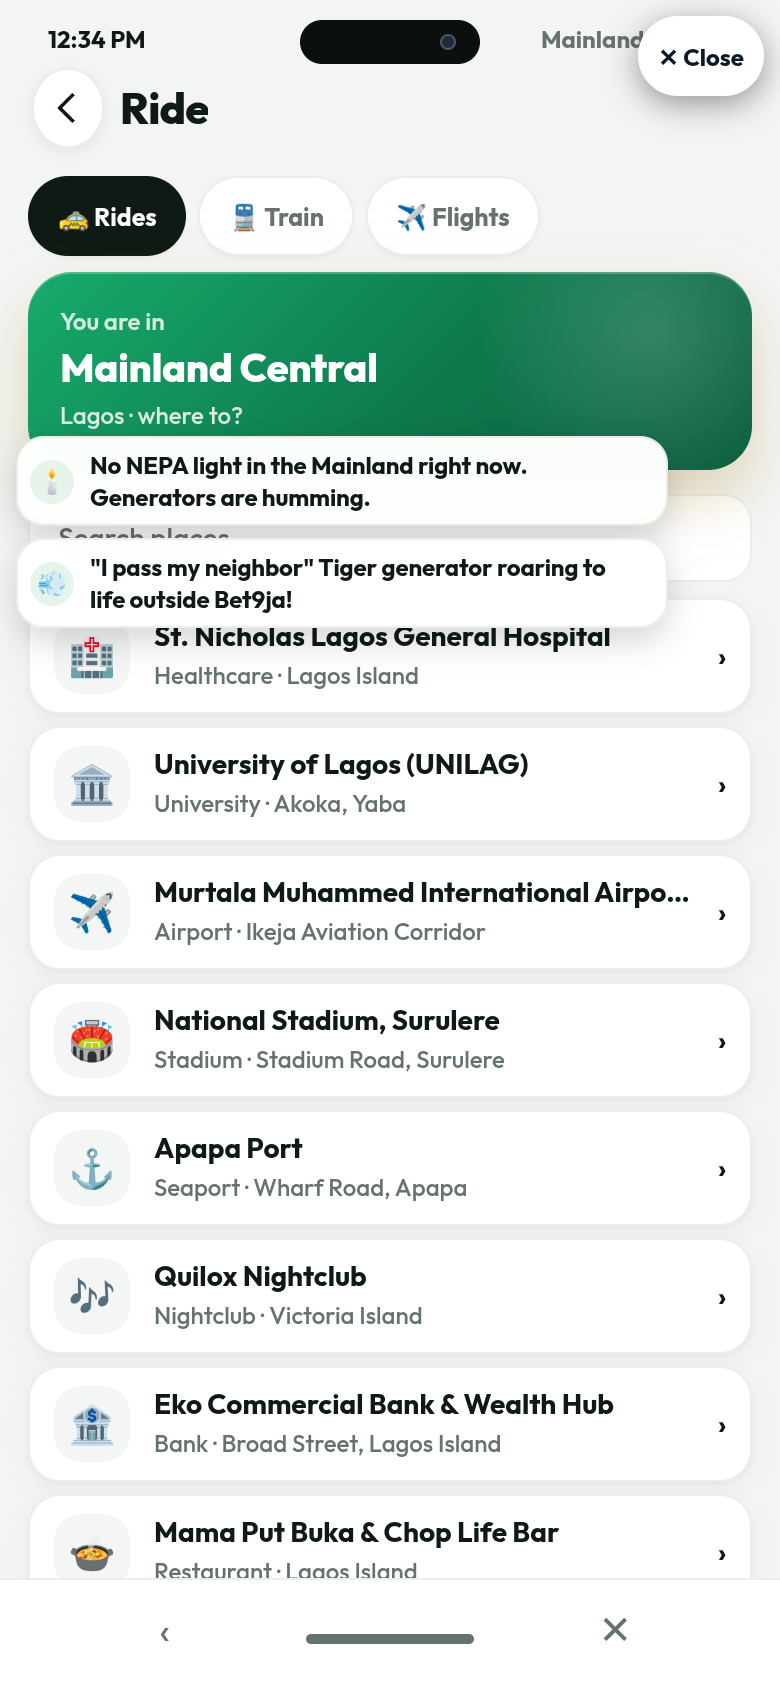 12:34 PM
Mainland
✕ Close
Ride
Rides
Train
Flights
You are in
Mainland Central
Lagos · where to?
No NEPA light in the Mainland right now.
Generators are humming.
Search places
"I pass my neighbor" Tiger generator roaring to
life outside Bet9ja!
St. Nicholas Lagos General Hospital
Healthcare · Lagos Island
University of Lagos (UNILAG)
University · Akoka, Yaba
Murtala Muhammed International Airpo...
Airport · Ikeja Aviation Corridor
National Stadium, Surulere
Stadium · Stadium Road, Surulere
Apapa Port
Seaport · Wharf Road, Apapa
Quilox Nightclub
Nightclub · Victoria Island
Eko Commercial Bank & Wealth Hub
Bank · Broad Street, Lagos Island
Mama Put Buka & Chop Life Bar
Restaurant · Lagos Island